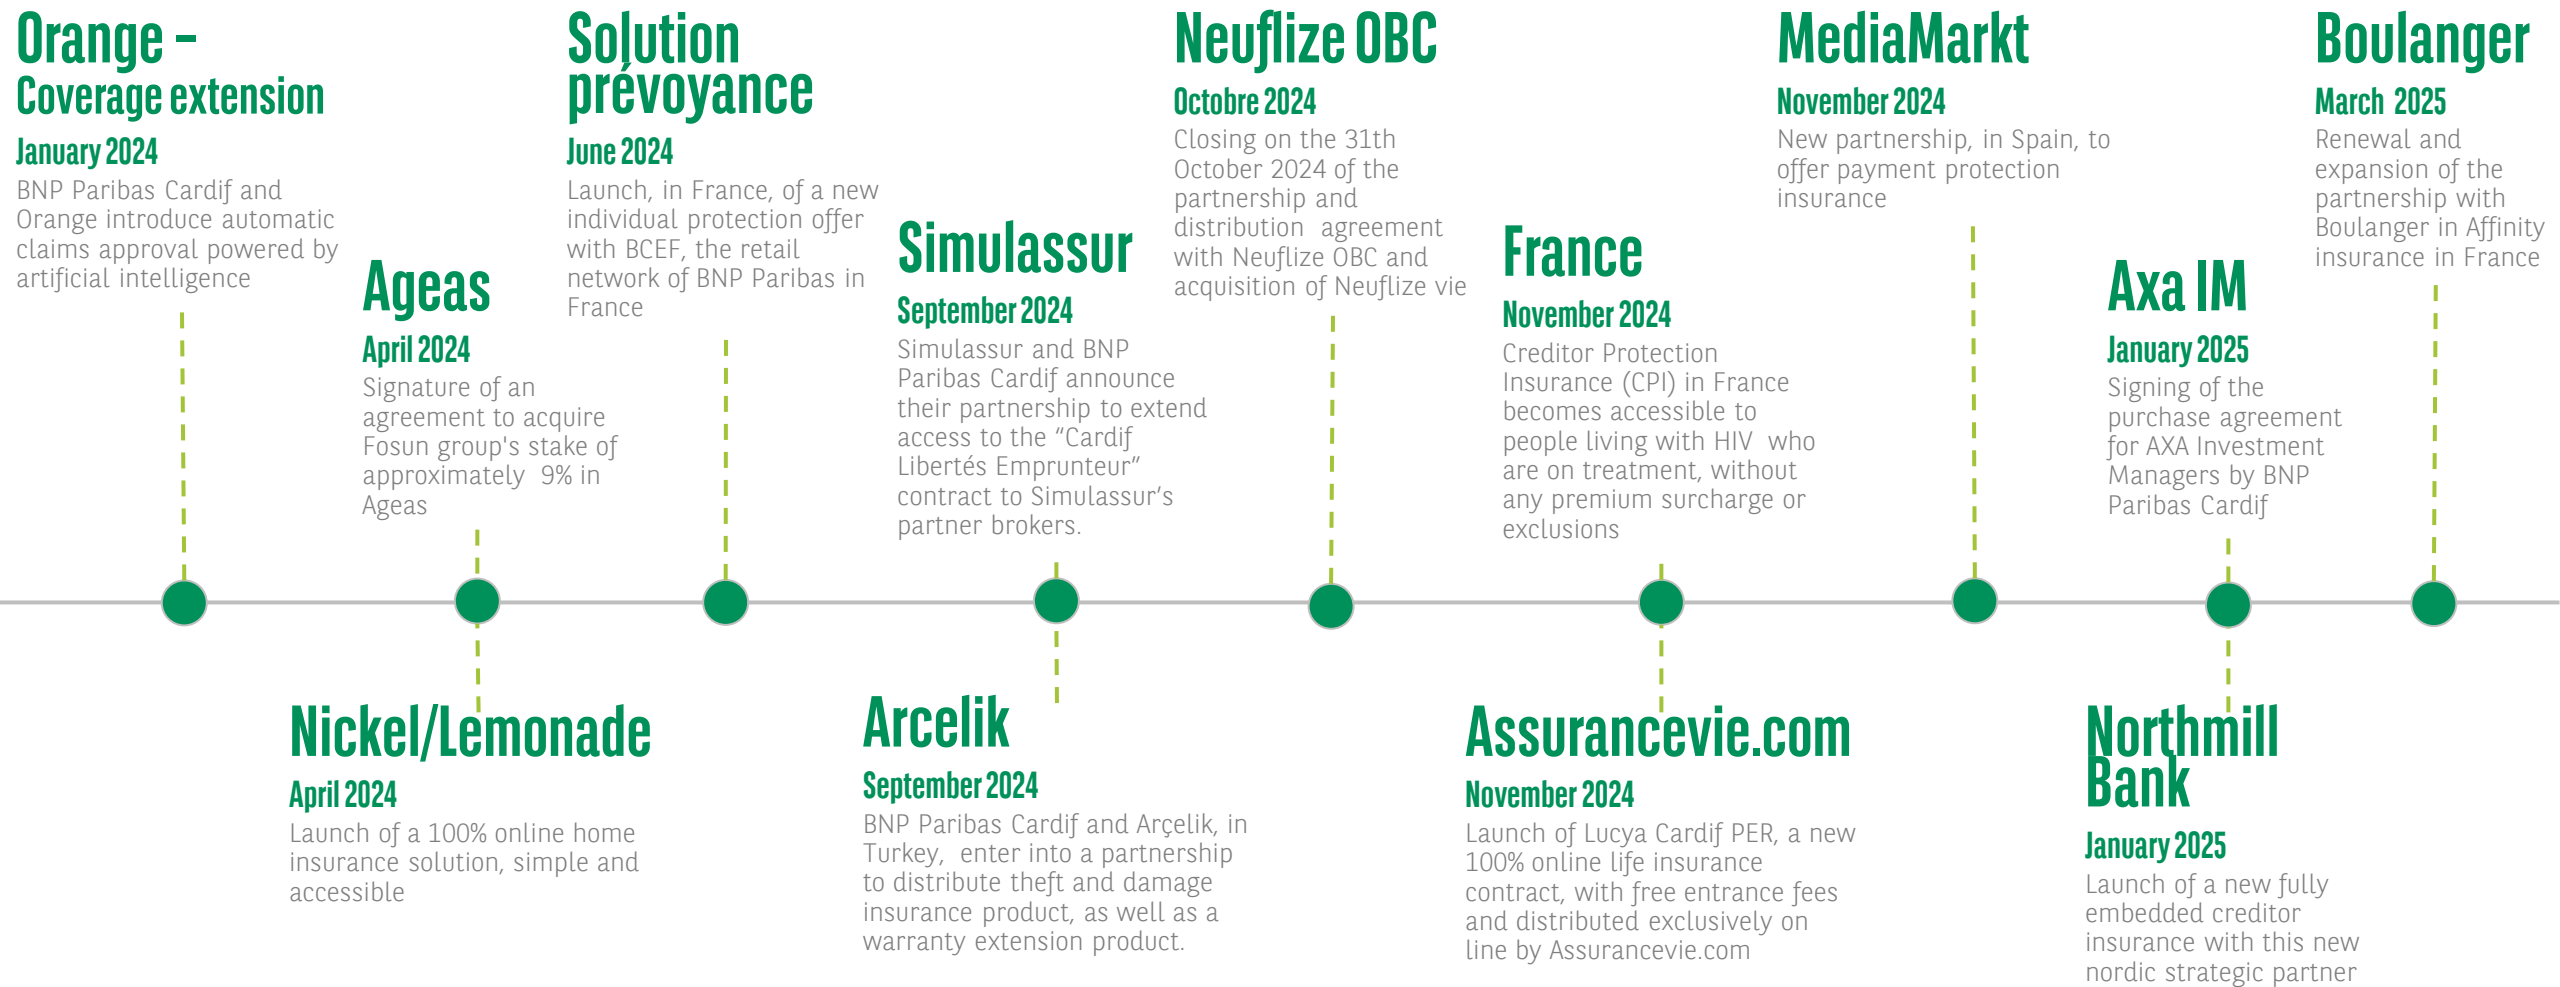 Orange –
Coverage extension
January 2024
BNP Paribas Cardif and
Orange introduce automatic
claims approval powered by
artificial intelligence
Ageas
April 2024
Signature of an
agreement to acquire
Fosun group's stake of
approximately  9% in
Ageas
Nickel/Lemonade
April 2024
Launch of a 100% online home
insurance solution, simple and
accessible
Solution
prévoyance
June 2024
Launch, in France, of a new
individual protection offer
with BCEF, the retail
network of BNP Paribas in
France
Simulassur
September 2024
Simulassur and BNP
Paribas Cardif announce
their partnership to extend
access to the “Cardif
Libertés Emprunteur”
contract to Simulassur’s
partner brokers.
Arcelik
September 2024
BNP Paribas Cardif and Arçelik, in
Turkey,  enter into a partnership
to distribute theft and damage
insurance product, as well as a
warranty extension product.
Neuflize OBC
Octobre 2024
Closing on the 31th
October 2024 of the
partnership and
distribution  agreement
with Neuflize OBC and
acquisition of Neuflize vie
France
November 2024
Creditor Protection
Insurance (CPI) in France
becomes accessible to
people living with HIV  who
are on treatment, without
any premium surcharge or
exclusions
Assurancevie.com
November 2024
Launch of Lucya Cardif PER, a new
100% online life insurance
contract, with free entrance fees
and distributed exclusively on
line by Assurancevie.com
MediaMarkt
November 2024
New partnership, in Spain, to
offer payment protection
insurance
Axa IM
January 2025
Signing of the
purchase agreement
for AXA Investment
Managers by BNP
Paribas Cardif
Northmill
Bank
January 2025
Launch of a new fully
embedded creditor
insurance with this new
nordic strategic partner
Boulanger
March  2025
Renewal and
expansion of the
partnership with
Boulanger in Affinity
insurance in France